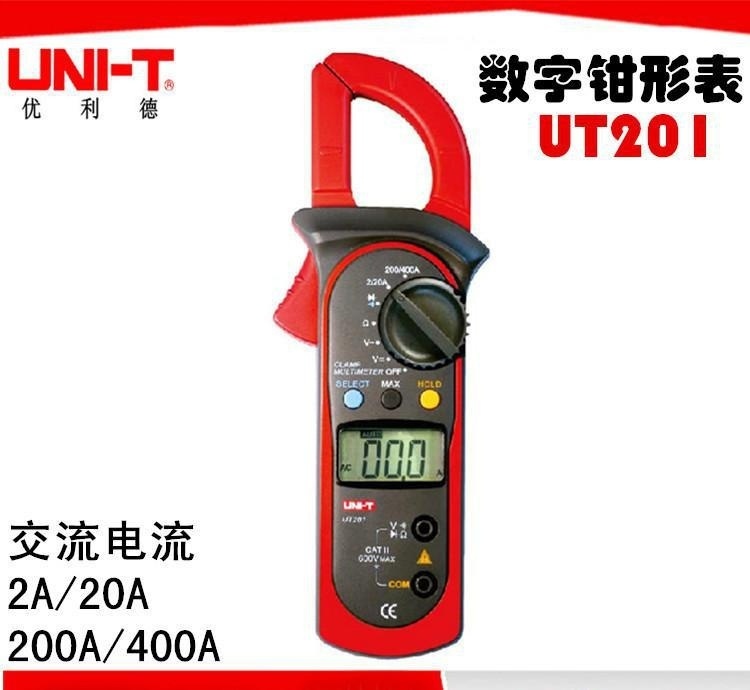 UNI-T®
优利德
数字钳形表
UT201
200/400A
2/20A
Ω
V~
V⎓
CLAMP
MULTIMETER OFF
SELECT MAX HOLD
AUTO
AC 00.0 A
UNI-T
UT201
V
Ω
CAT II
600V MAX
COM
CE
交流电流
2A/20A
200A/400A